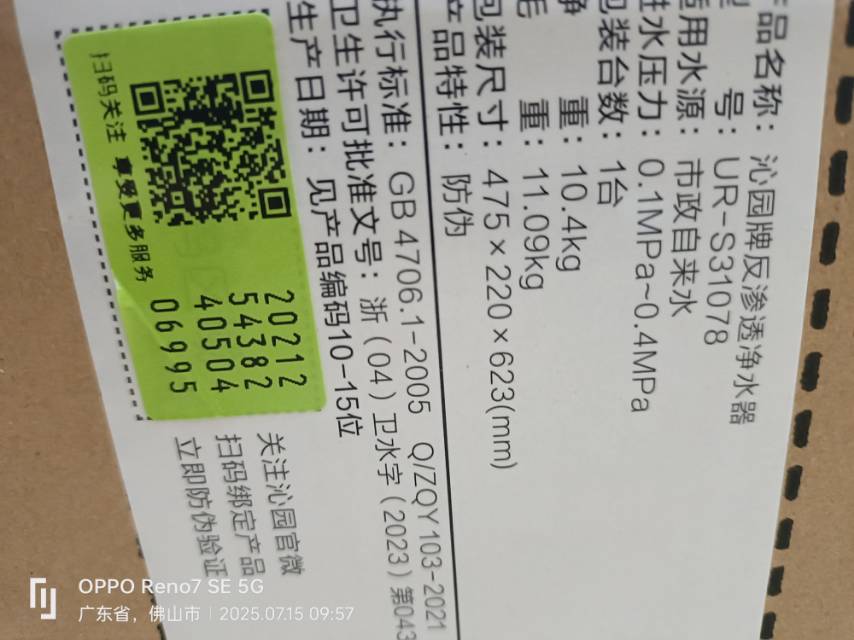 产品名称：沁园牌反渗透净水器
号：UR-S31078
适用水源：市政自来水
水压力：0.1MPa~0.4MPa
包装台数：1台
净 重：10.4kg
毛 重：11.09kg
包装尺寸：475×220×623(mm)
产品特性：防伪
执行标准：GB 4706.1-2005 Q/ZQY 103-2021
卫生许可批准文号：浙（04）卫水字（2023）第043
生产日期：见产品编码10-15位
扫码关注 享受更多服务
20212
54382
40504
06995
关注沁园官微
扫码绑定产品
立即防伪验证
OPPO Reno7 SE 5G
广东省，佛山市 | 2025.07.15 09:57